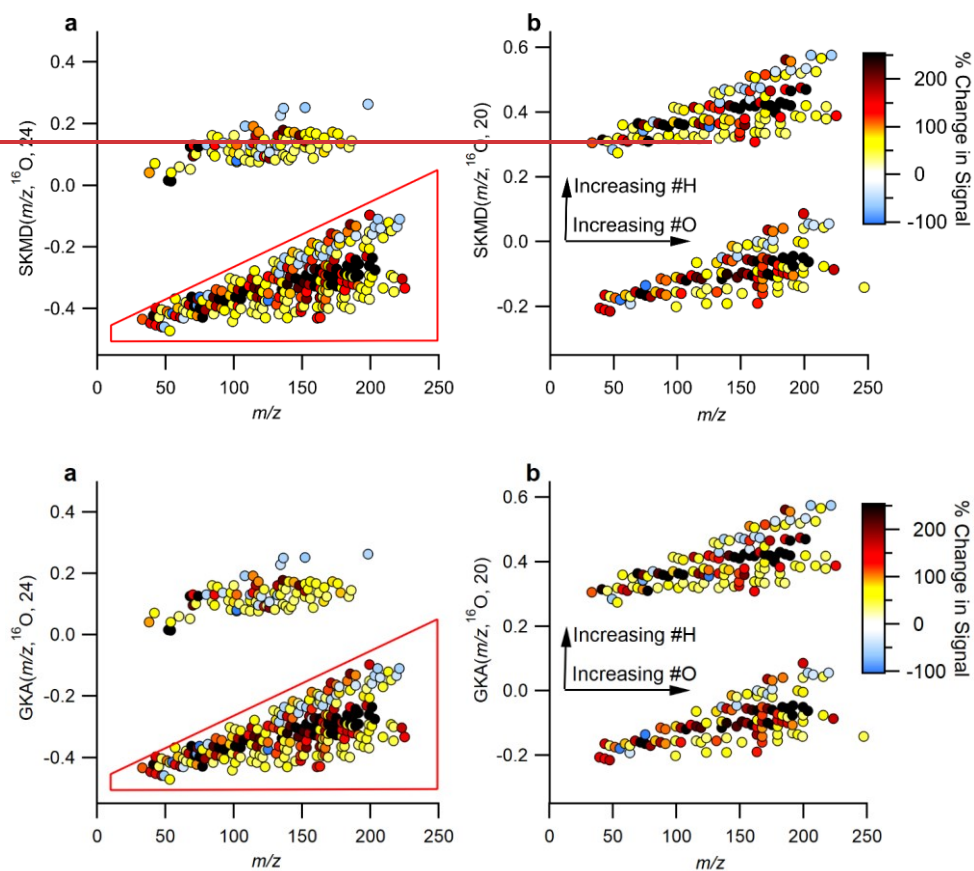 a
SKMD(m/z,¹⁶O, 24)
0.4
0.2
0.0
-0.2
-0.4
0
50
100
150
200
250
m/z
b
SKMD(m/z,¹⁶O, 20)
0.6
0.4
0.2
0.0
-0.2
Increasing #H
Increasing #O
0
50
100
150
200
250
m/z
% Change in Signal
200
100
0
-100
a
GKA(m/z,¹⁶O, 24)
0.4
0.2
0.0
-0.2
-0.4
0
50
100
150
200
250
m/z
b
GKA(m/z,¹⁶O, 20)
0.6
0.4
0.2
0.0
-0.2
Increasing #H
Increasing #O
0
50
100
150
200
250
m/z
% Change in Signal
200
100
0
-100